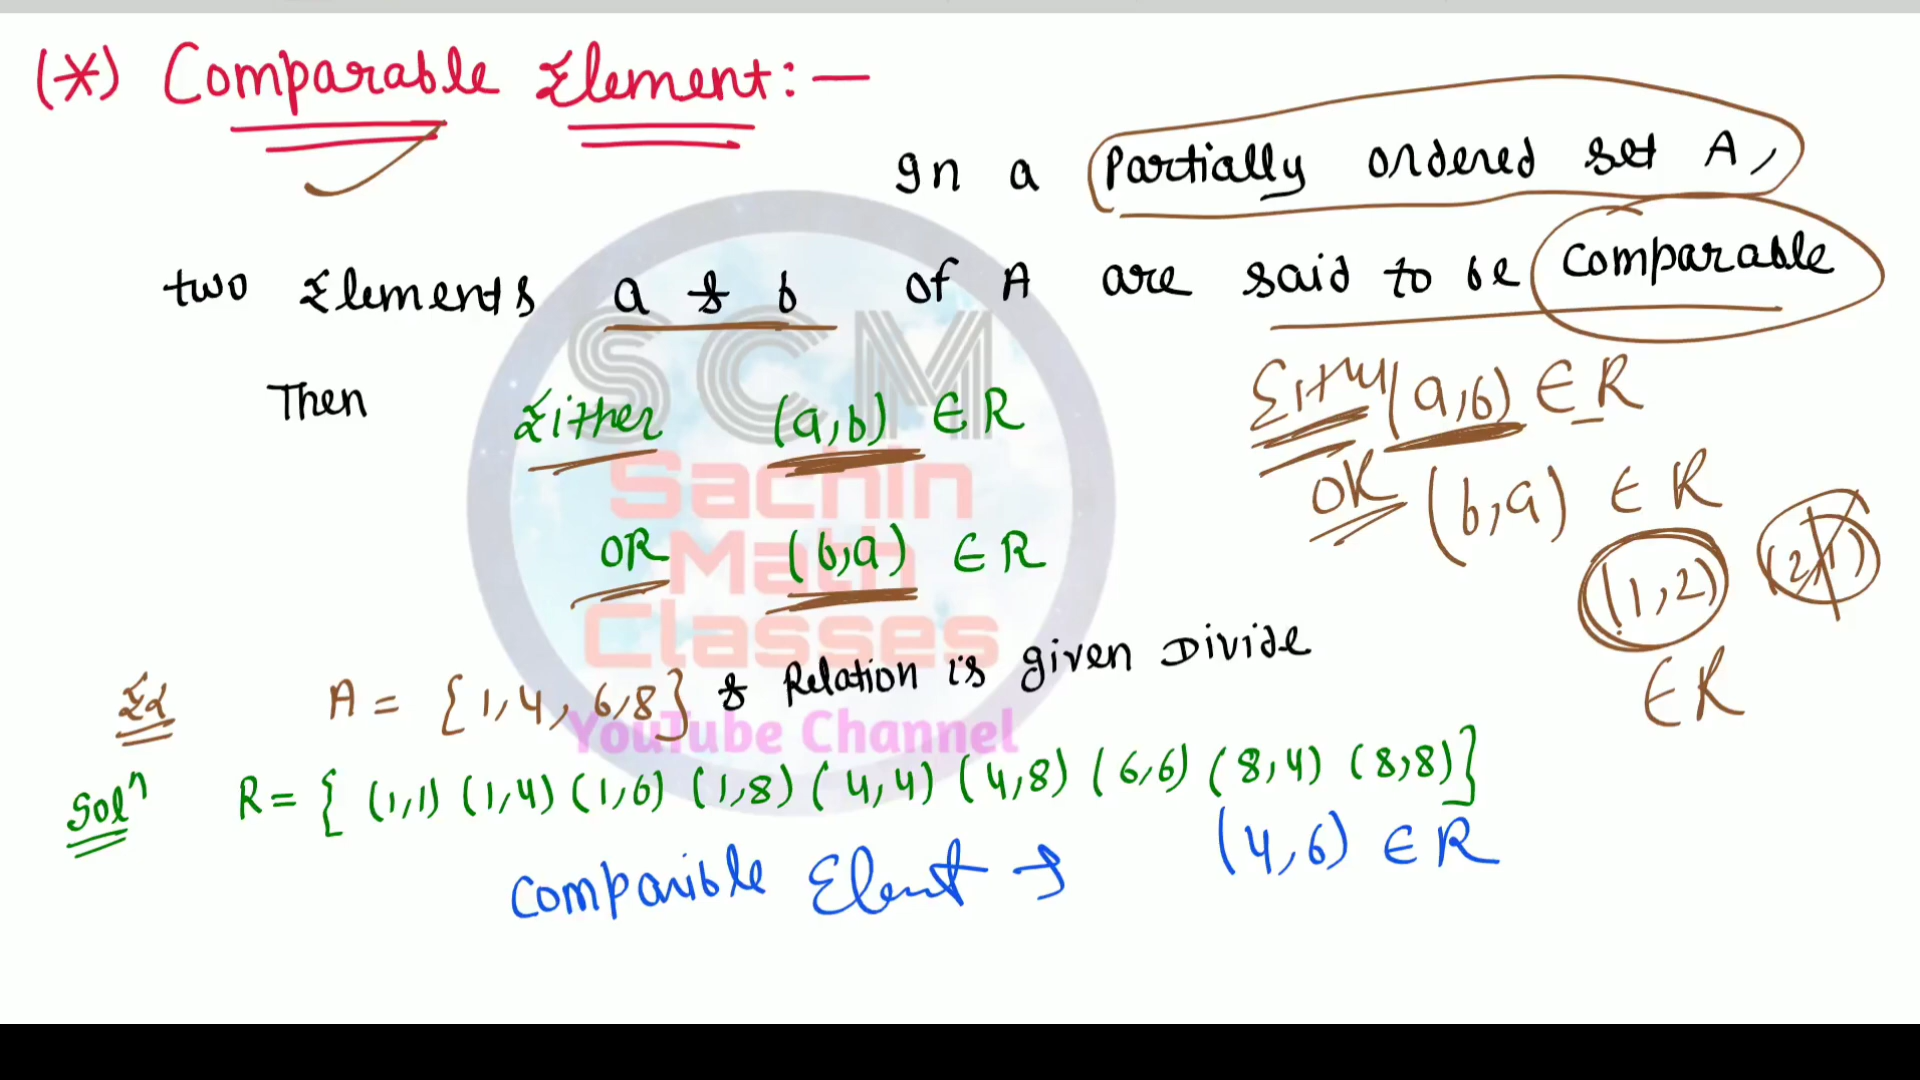 (*) Comparable Element:-
In a Partially ordered set A,
two Elements a & b of A are said to be Comparable
Then Either (a,b) ∈ R
OR (b,a) ∈ R
Either (a,b) ∈ R
OR (b,a) ∈ R
(1,2) (2,1)
∈ R
SCM
Sachin
Math
Classes
YouTube Channel
Ex A = {1,4,6,8} & Relation is given Divide
Solⁿ R = { (1,1) (1,4) (1,6) (1,8) (4,4) (4,8) (6,6) (8,4) (8,8)}
(4,6) ∈ R